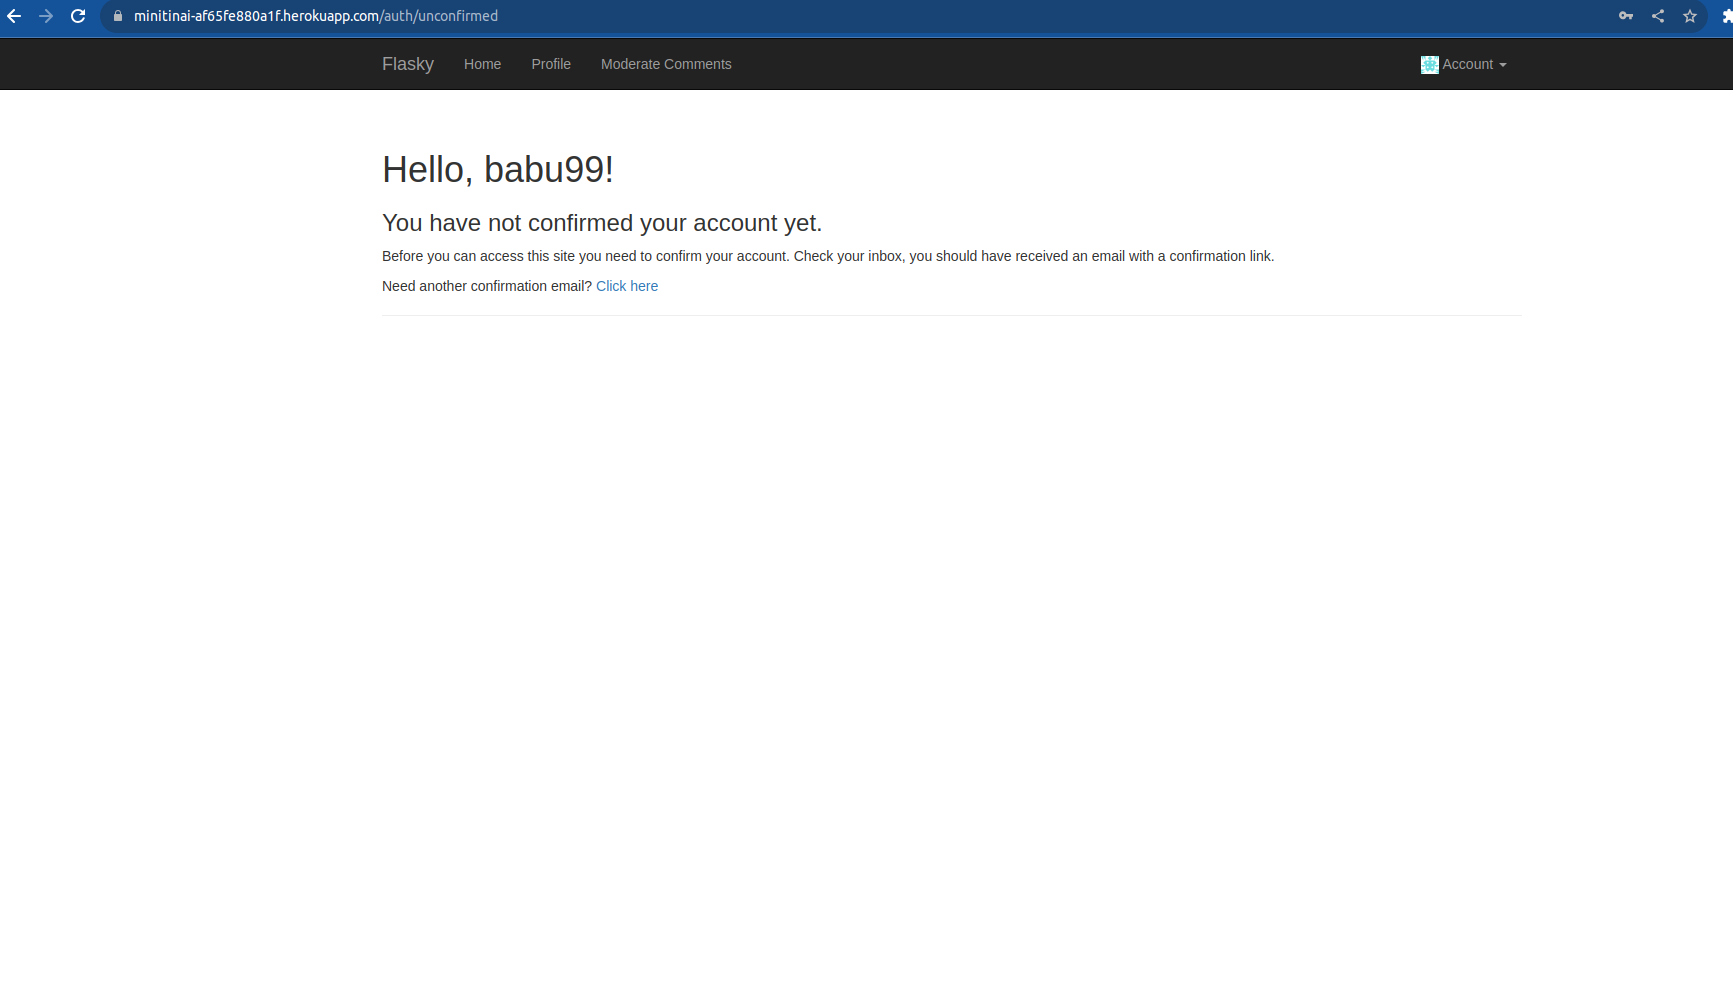 minitinai-af65fe880a1f.herokuapp.com/auth/unconfirmed
Flasky Home Profile Moderate Comments Account
Hello, babu99!
You have not confirmed your account yet.
Before you can access this site you need to confirm your account. Check your inbox, you should have received an email with a confirmation link.
Need another confirmation email? Click here